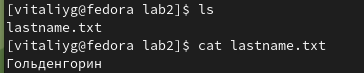 [vitaliyg@fedora lab2]$ ls
lastname.txt
[vitaliyg@fedora lab2]$ cat lastname.txt
Гольденгорин